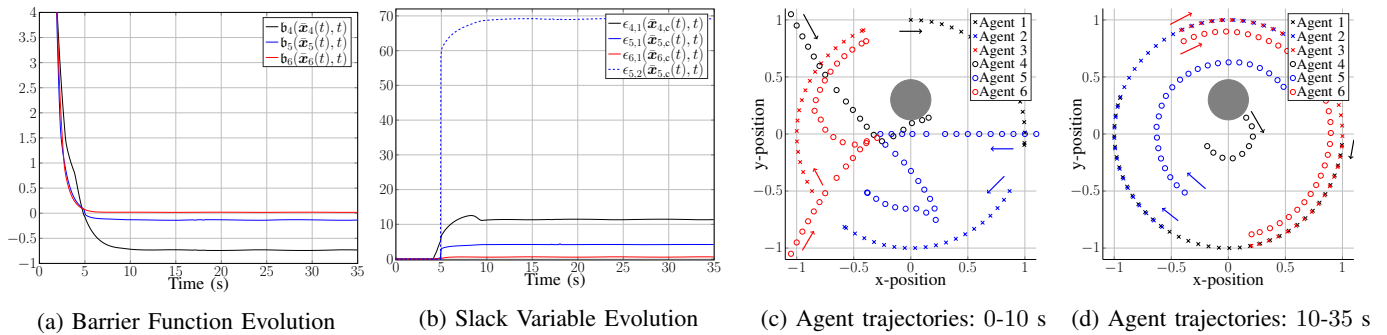 4
3.5
3
2.5
2
1.5
1
0.5
0
−0.5
−1
0 5 10 15 20 25 30 35
Time (s)
𝔟4(x̄4(t), t)
𝔟5(x̄5(t), t)
𝔟6(x̄6(t), t)
(a) Barrier Function Evolution
70
60
50
40
30
20
10
0
0 5 10 15 20 25 30 35
Time (s)
ϵ4,1(x̄4,c(t), t)
ϵ5,1(x̄5,c(t), t)
ϵ6,1(x̄6,c(t), t)
ϵ5,2(x̄5,c(t), t)
(b) Slack Variable Evolution
y-position
1
0.5
0
−0.5
−1
−1 −0.5 0 0.5 1
x-position
Agent 1
Agent 2
Agent 3
Agent 4
Agent 5
Agent 6
(c) Agent trajectories: 0-10 s
y-position
1
0.5
0
−0.5
−1
−1 −0.5 0 0.5 1
x-position
Agent 1
Agent 2
Agent 3
Agent 4
Agent 5
Agent 6
(d) Agent trajectories: 10-35 s